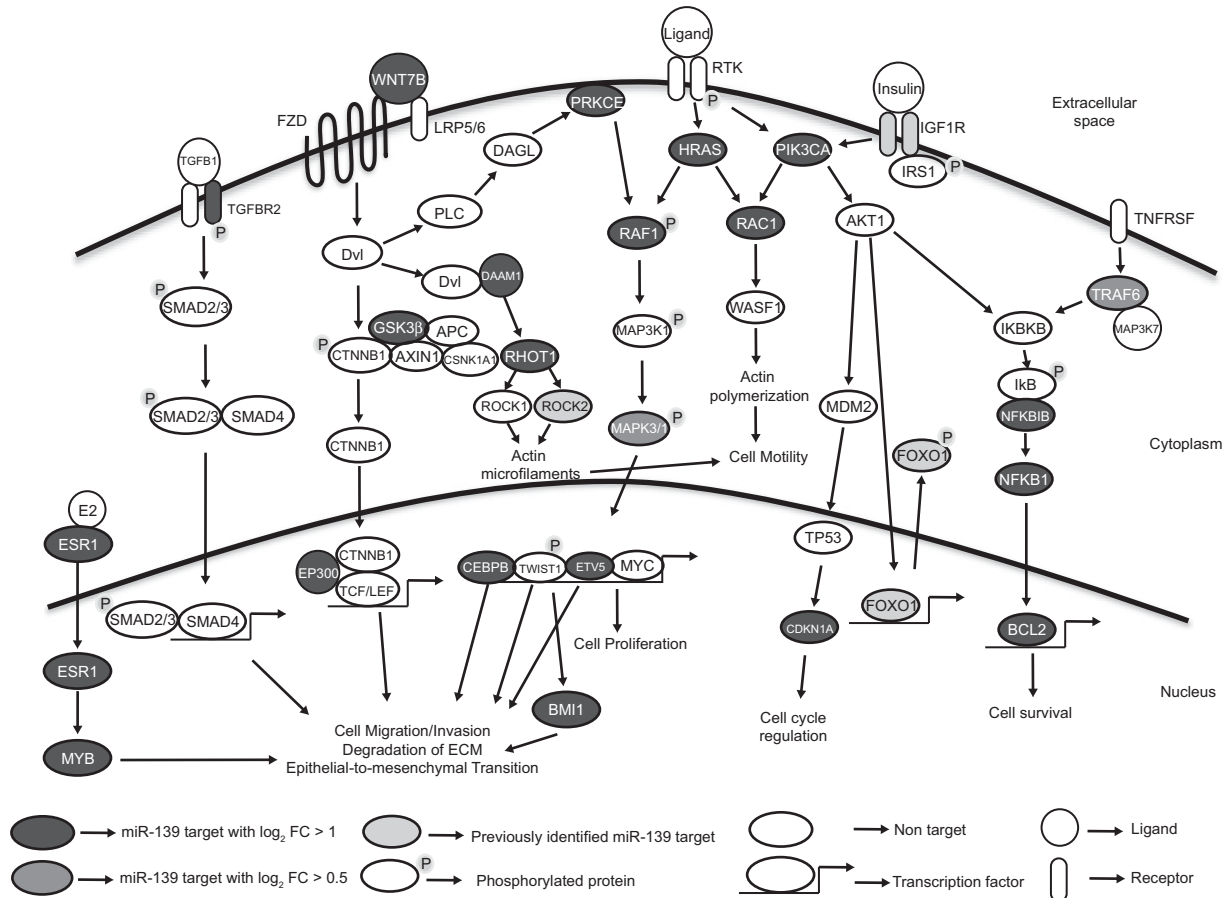 Ligand
RTK
P
WNT7B
FZD
LRP5/6
PRKCE
Insulin
IGF1R
IRS1
P
Extracellular
space
TGFB1
TGFBR2
P
DAGL
HRAS
PIK3CA
PLC
RAF1
P
RAC1
AKT1
TNFRSF
Dvl
Dvl
DAAM1
TRAF6
MAP3K7
P
SMAD2/3
WASF1
IKBKB
GSK3β
APC
P
CTNNB1
AXIN1
CSNK1A1
RHOT1
MAP3K1
P
Actin
polymerization
IkB
P
NFKBIB
P
SMAD2/3
SMAD4
ROCK1
ROCK2
MAPK3/1
P
MDM2
CTNNB1
Actin
microfilaments
Cell Motility
FOXO1
P
NFKB1
Cytoplasm
E2
ESR1
TP53
EP300
CTNNB1
TCF/LEF
CEBPB
TWIST1
P
ETV5
MYC
P
SMAD2/3
SMAD4
CDKN1A
FOXO1
BCL2
Cell Proliferation
ESR1
BMI1
Nucleus
Cell cycle
regulation
Cell survival
MYB
Cell Migration/Invasion
Degradation of ECM
Epithelial-to-mesenchymal Transition
miR-139 target with log2 FC > 1
Previously identified miR-139 target
Non target
Ligand
miR-139 target with log2 FC > 0.5
P
Phosphorylated protein
Transcription factor
Receptor